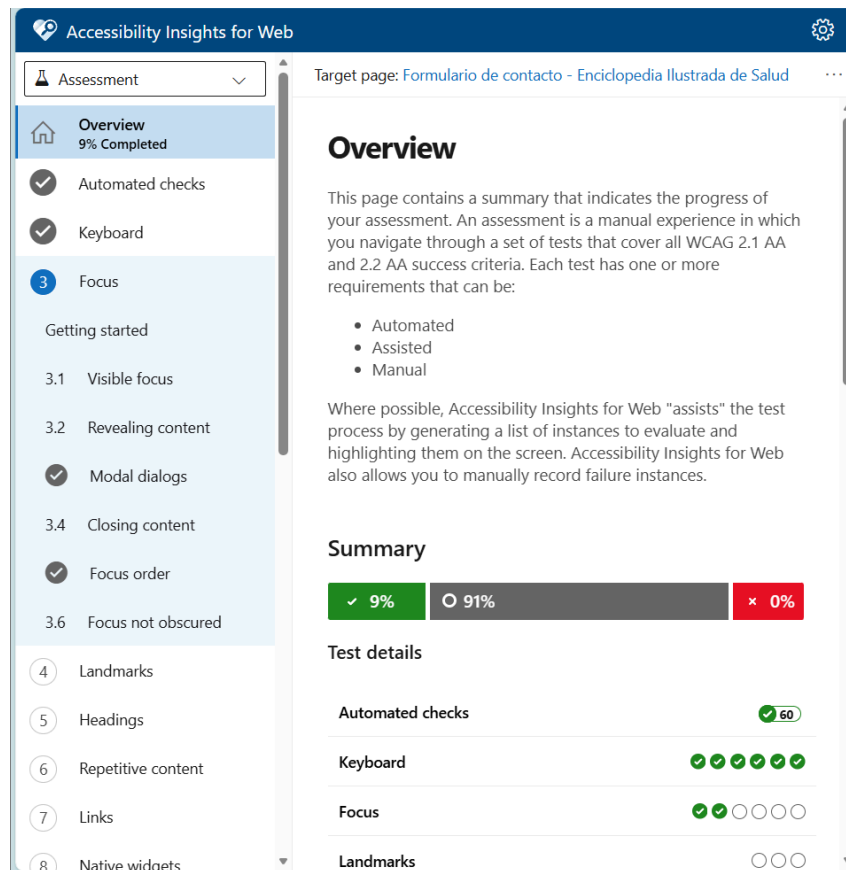 Accessibility Insights for Web
Assessment
Target page: Formulario de contacto - Enciclopedia Ilustrada de Salud
Overview
9% Completed
Automated checks
Keyboard
3 Focus
Getting started
3.1 Visible focus
3.2 Revealing content
Modal dialogs
3.4 Closing content
Focus order
3.6 Focus not obscured
4 Landmarks
5 Headings
6 Repetitive content
7 Links
8 Native widgets
Overview
This page contains a summary that indicates the progress of
your assessment. An assessment is a manual experience in which
you navigate through a set of tests that cover all WCAG 2.1 AA
and 2.2 AA success criteria. Each test has one or more
requirements that can be:
• Automated
• Assisted
• Manual
Where possible, Accessibility Insights for Web "assists" the test
process by generating a list of instances to evaluate and
highlighting them on the screen. Accessibility Insights for Web
also allows you to manually record failure instances.
Summary
9%
91%
0%
Test details
Automated checks 60
Keyboard
Focus
Landmarks